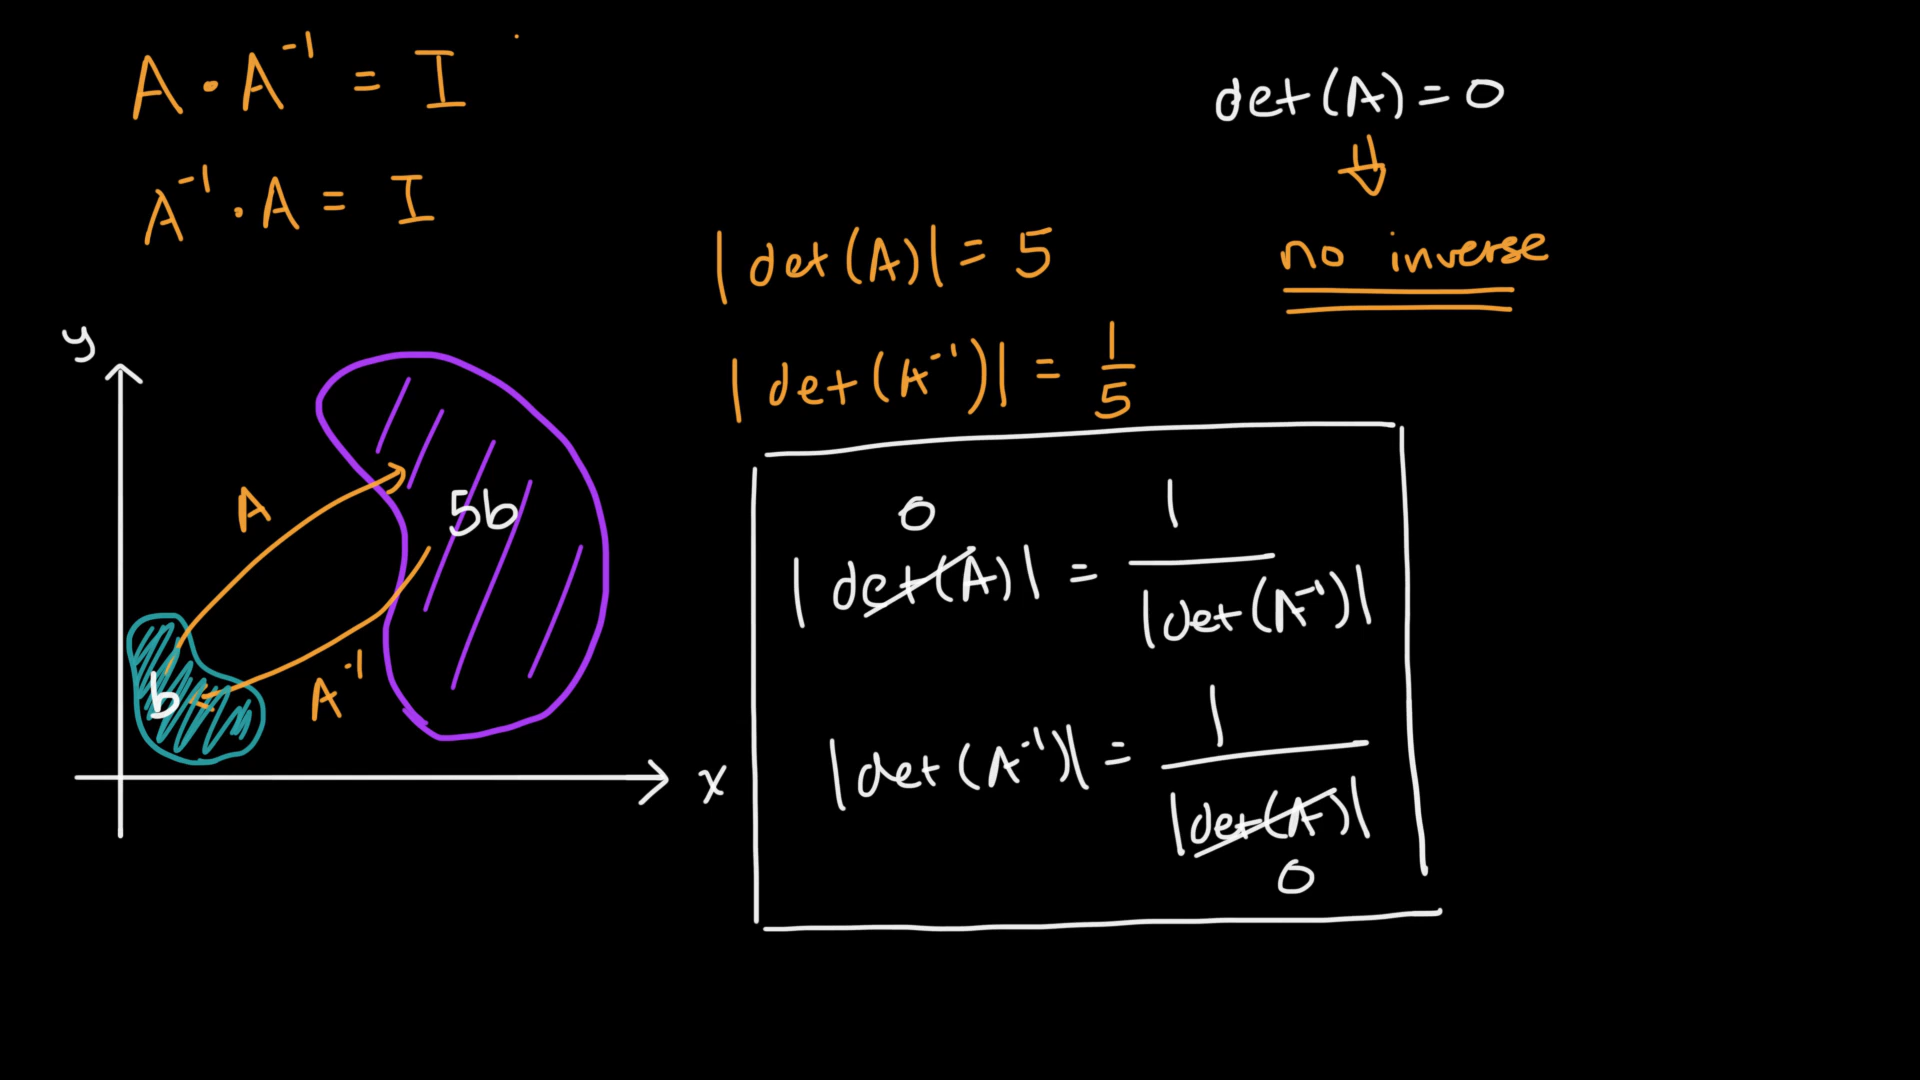 A · A⁻¹ = I
A⁻¹ · A = I
det(A) = 0
⇓
no inverse
|det(A)| = 5
|det(A⁻¹)| = 1/5
y
A
5b
b
A⁻¹
x
0
|det(A)| = 1/|det(A⁻¹)|
|det(A⁻¹)| = 1/|det(A)|
0